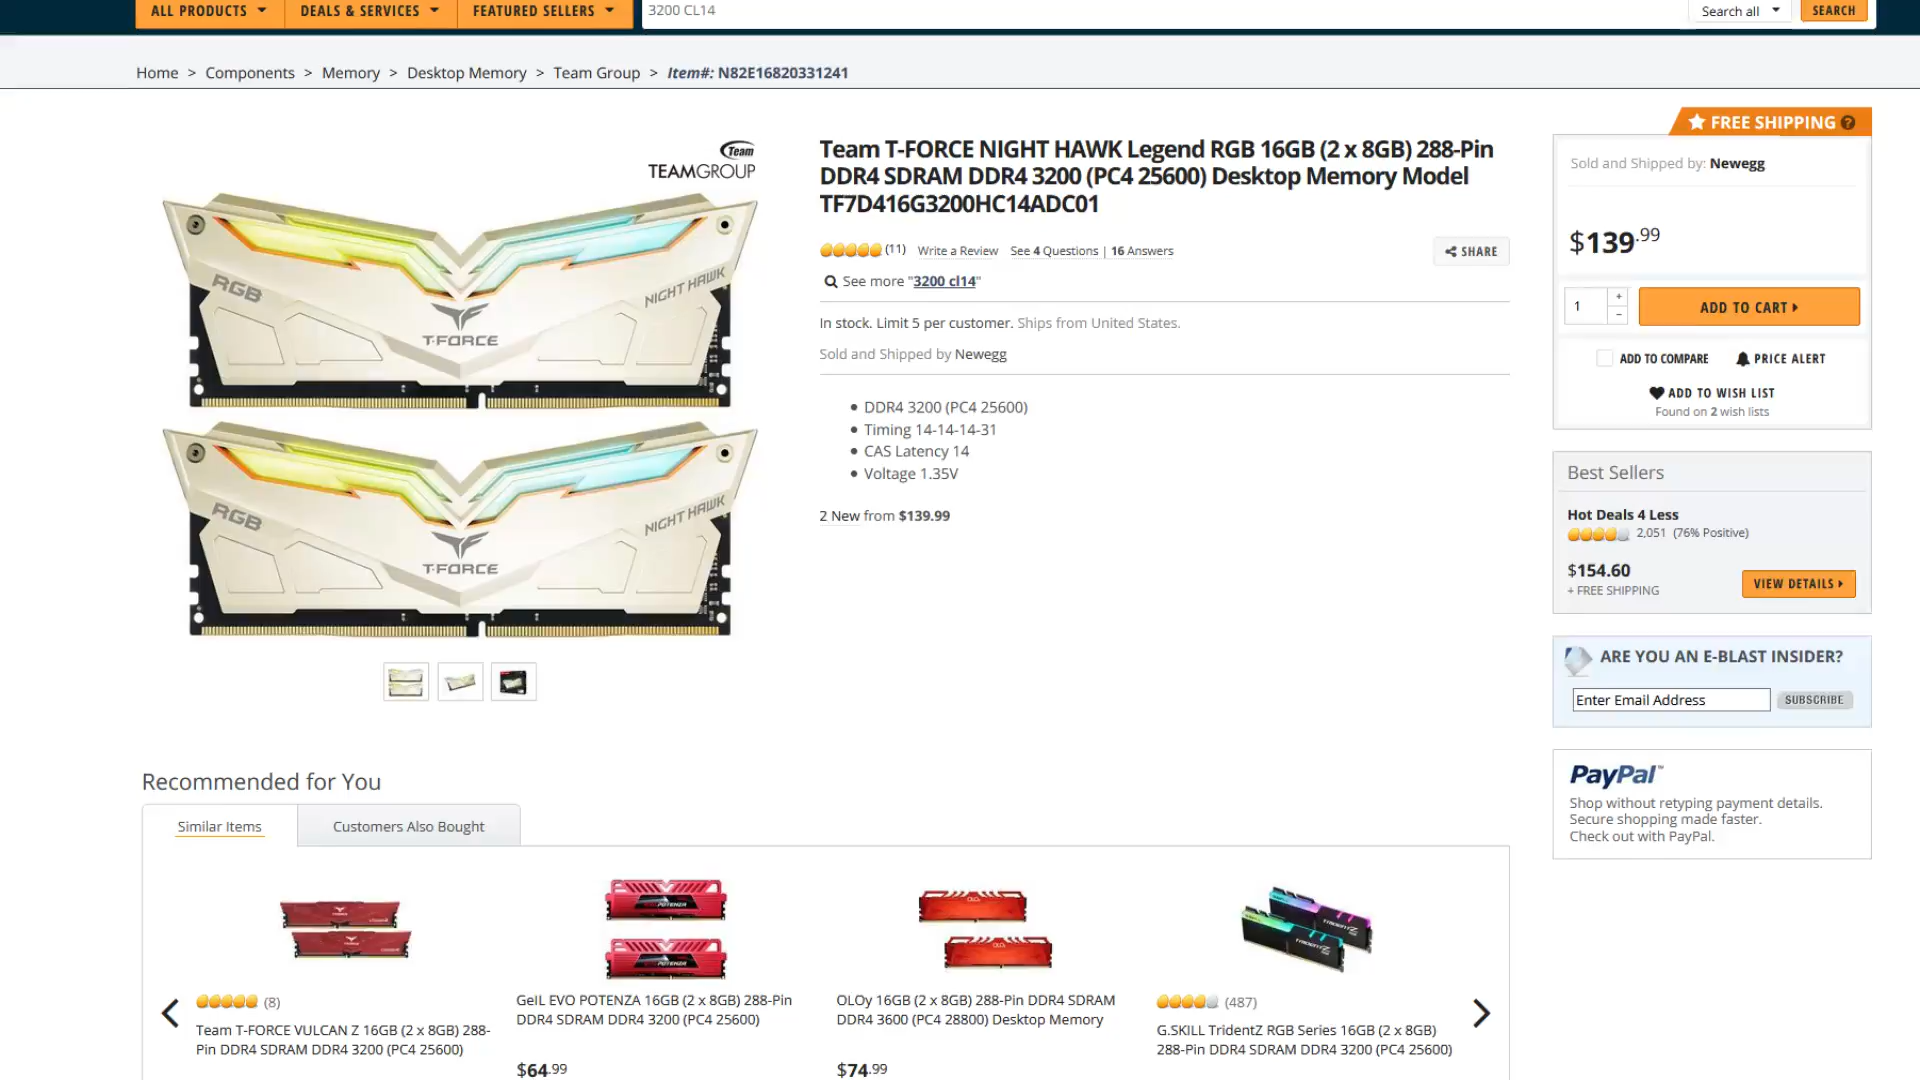 ALL PRODUCTS
DEALS & SERVICES
FEATURED SELLERS
3200 CL14
Search all
SEARCH
Home > Components > Memory > Desktop Memory > Team Group > Item#: N82E16820331241
Team
TEAMGROUP
RGB
NIGHT HAWK
T-FORCE
RGB
NIGHT HAWK
T-FORCE
Team T-FORCE NIGHT HAWK Legend RGB 16GB (2 x 8GB) 288-Pin
DDR4 SDRAM DDR4 3200 (PC4 25600) Desktop Memory Model
TF7D416G3200HC14ADC01
(11) Write a Review See 4 Questions | 16 Answers
SHARE
See more "3200 cl14"
In stock. Limit 5 per customer. Ships from United States.
Sold and Shipped by Newegg
DDR4 3200 (PC4 25600)
Timing 14-14-14-31
CAS Latency 14
Voltage 1.35V
2 New from $139.99
FREE SHIPPING ?
Sold and Shipped by: Newegg
$139.99
1
+
−
ADD TO CART
ADD TO COMPARE
PRICE ALERT
ADD TO WISH LIST
Found on 2 wish lists
Best Sellers
Hot Deals 4 Less
2,051 (76% Positive)
$154.60
+ FREE SHIPPING
VIEW DETAILS
ARE YOU AN E-BLAST INSIDER?
Enter Email Address
SUBSCRIBE
PayPal™
Shop without retyping payment details.
Secure shopping made faster.
Check out with PayPal.
Recommended for You
Similar Items
Customers Also Bought
(8)
Team T-FORCE VULCAN Z 16GB (2 x 8GB) 288-
Pin DDR4 SDRAM DDR4 3200 (PC4 25600)
POTENZA
POTENZA
GeIL EVO POTENZA 16GB (2 x 8GB) 288-Pin
DDR4 SDRAM DDR4 3200 (PC4 25600)
$64.99
OLOy 16GB (2 x 8GB) 288-Pin DDR4 SDRAM
DDR4 3600 (PC4 28800) Desktop Memory
$74.99
TRIDENT Z
TRIDENT Z
(487)
G.SKILL TridentZ RGB Series 16GB (2 x 8GB)
288-Pin DDR4 SDRAM DDR4 3200 (PC4 25600)